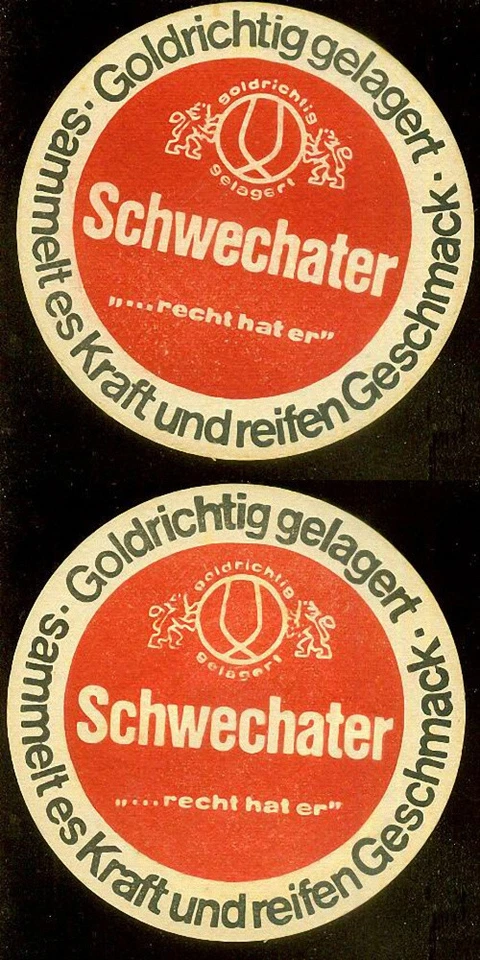 Goldrichtig gelagert ·
sammelt es Kraft und reifen Geschmack ·
goldrichtig
gelagert
Schwechater
„...recht hat er”
Goldrichtig gelagert ·
sammelt es Kraft und reifen Geschmack ·
goldrichtig
gelagert
Schwechater
„...recht hat er”